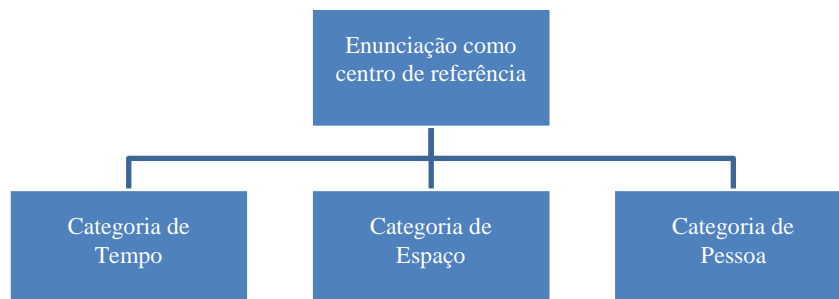 Enunciação como
centro de referência
Categoria de
Tempo
Categoria de
Espaço
Categoria de
Pessoa